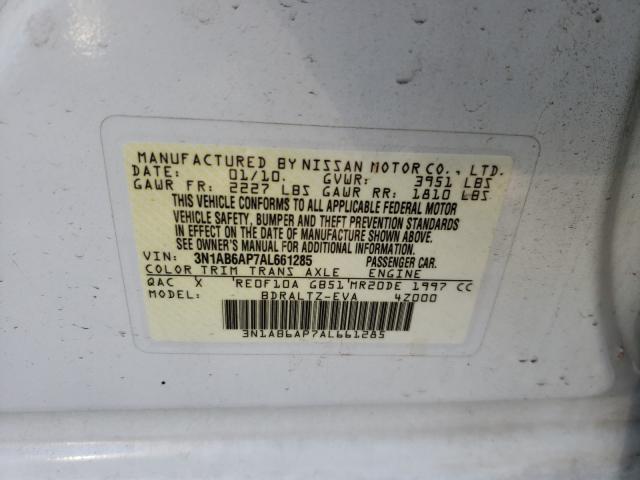 MANUFACTURED BY NISSAN MOTOR CO., LTD.
DATE: 01/10. GVWR: 3951 LBS
GAWR FR: 2227 LBS GAWR RR: 1810 LBS
THIS VEHICLE CONFORMS TO ALL APPLICABLE FEDERAL MOTOR
VEHICLE SAFETY, BUMPER AND THEFT PREVENTION STANDARDS
IN EFFECT ON THE DATE OF MANUFACTURE SHOWN ABOVE.
SEE OWNER'S MANUAL FOR ADDITIONAL INFORMATION.
VIN: 3N1AB6AP7AL661285 PASSENGER CAR.
COLOR TRIM TRANS AXLE ENGINE
QAC X RE0F10A GB51 MR20DE 1997 CC
MODEL: BDRALTZ-EVA 4Z000
3N1AB6AP7AL661285